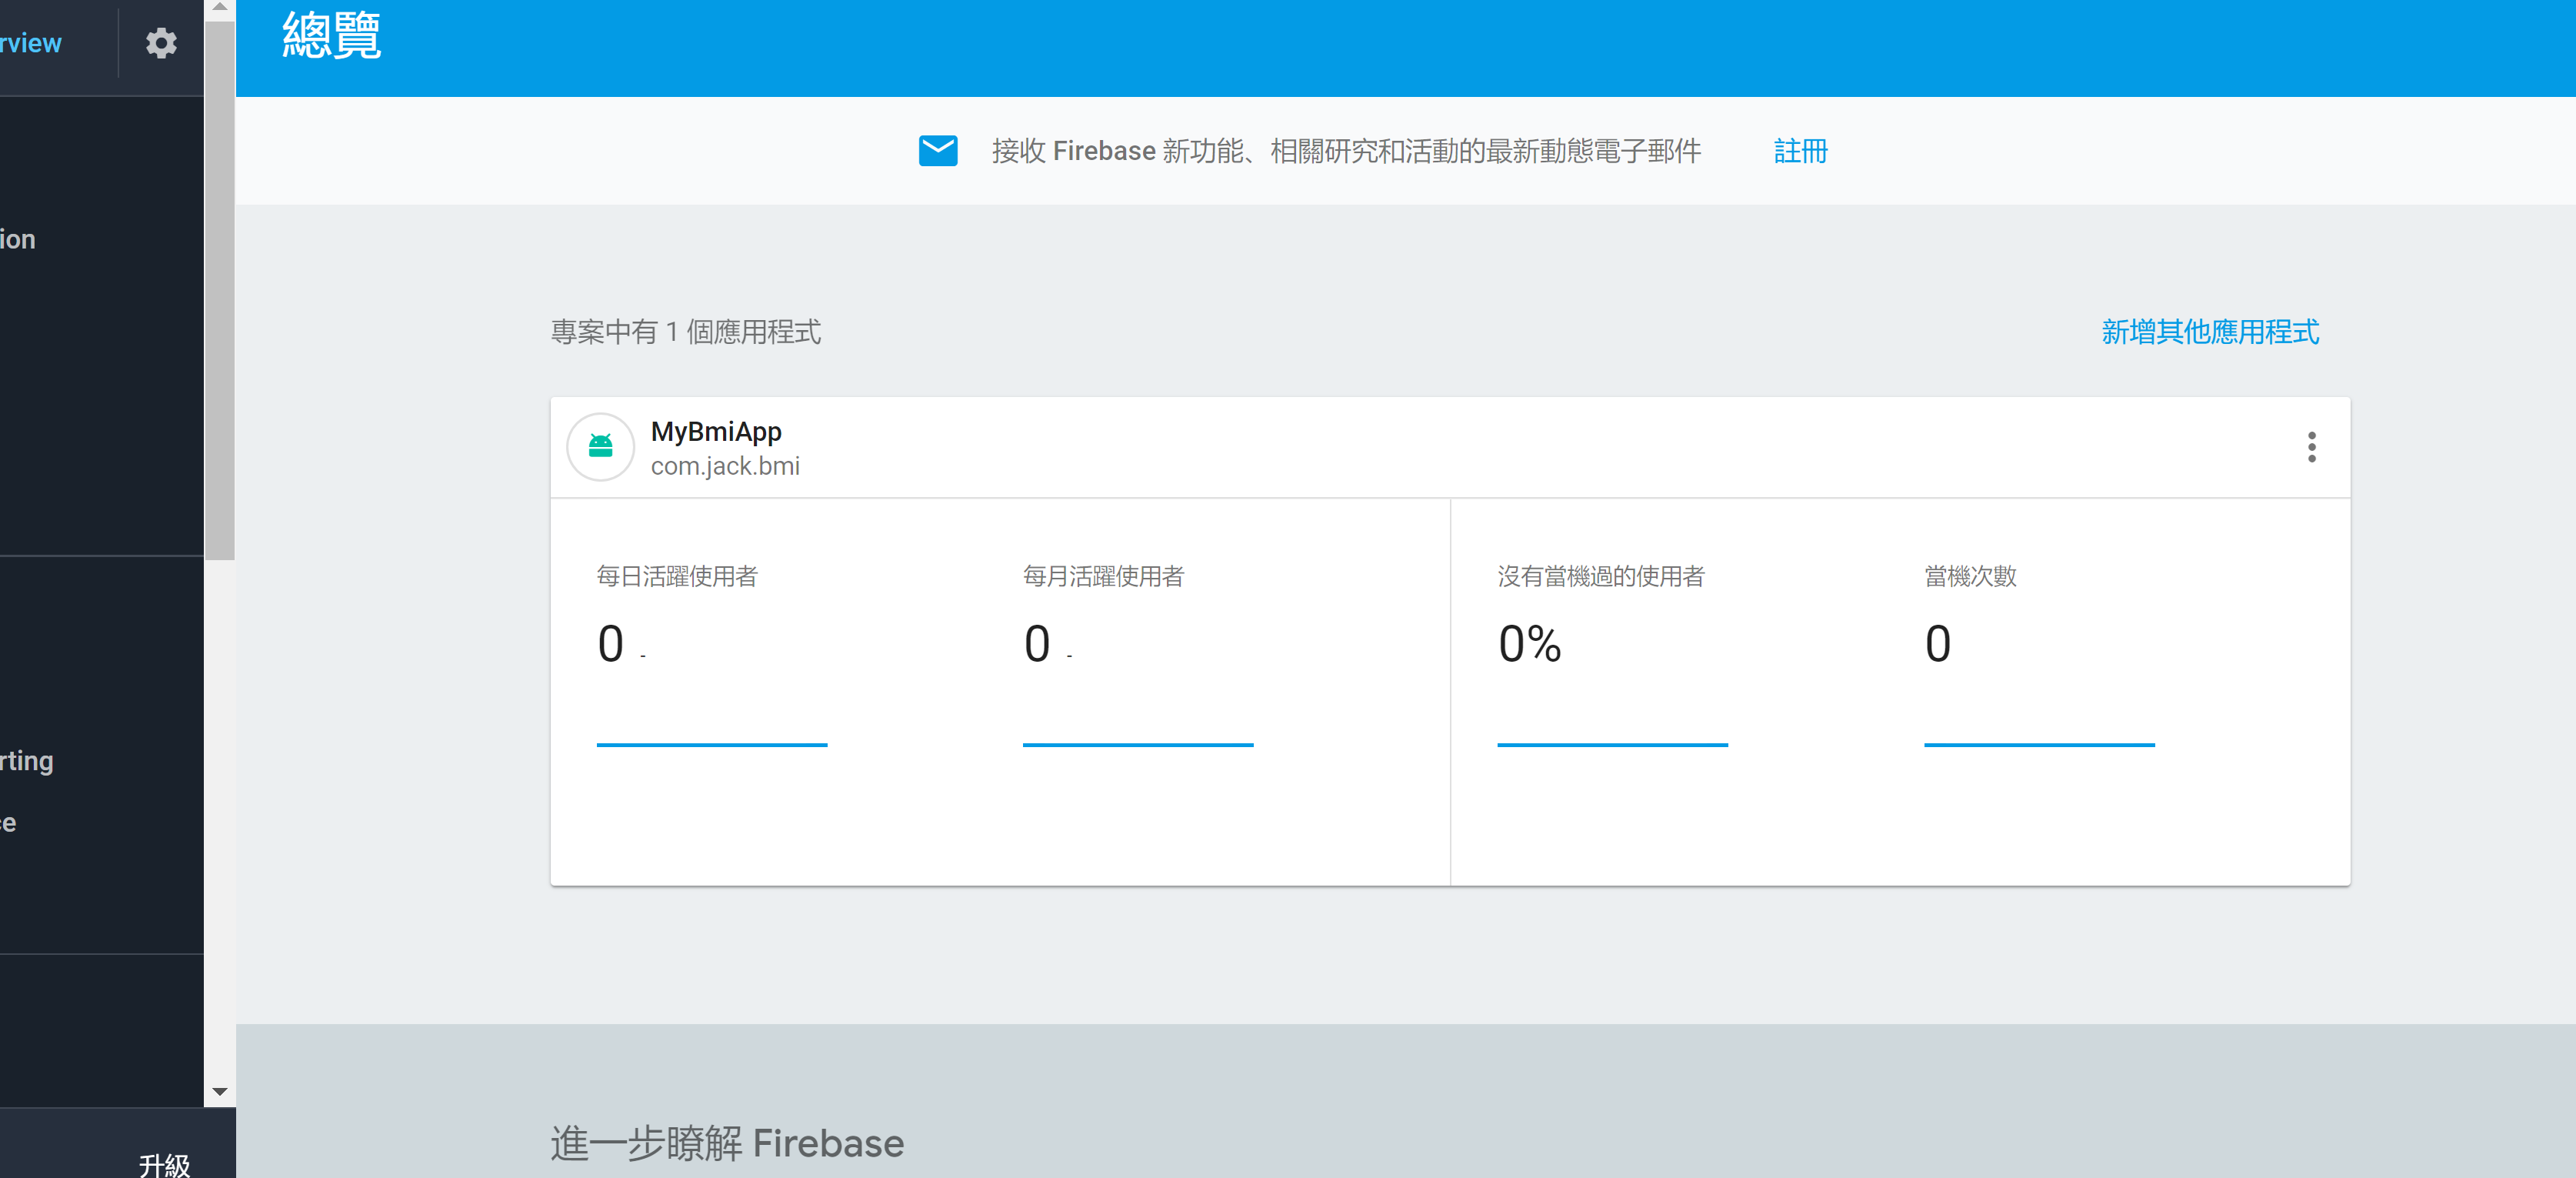 rview
總覽
接收 Firebase 新功能、相關研究和活動的最新動態電子郵件
註冊
ion
專案中有 1 個應用程式
新增其他應用程式
MyBmiApp
com.jack.bmi
每日活躍使用者
每月活躍使用者
沒有當機過的使用者
當機次數
0 -
0 -
0%
0
rting
ce
進一步瞭解 Firebase
升級